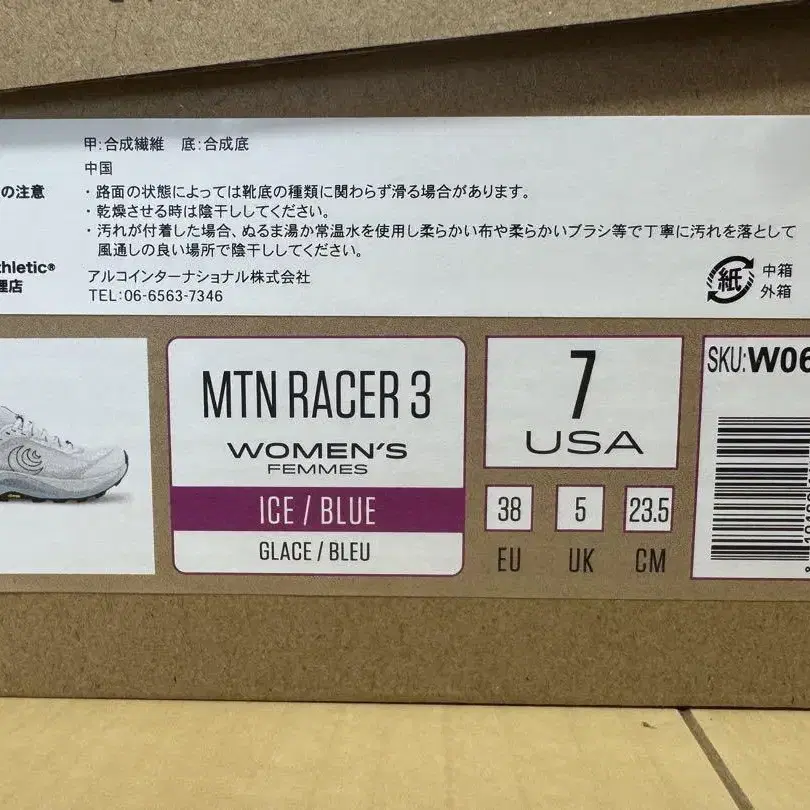 甲:合成繊維 底:合成底
中国
の注意
・路面の状態によっては靴底の種類に関わらず滑る場合があります。
・乾燥させる時は陰干ししてください。
・汚れが付着した場合、ぬるま湯か常温水を使用し柔らかい布や柔らかいブラシ等で丁寧に汚れを落として
風通しの良い場所で陰干ししてください。
thletic®
理店
アルコインターナショナル株式会社
TEL:06-6563-7346
紙
中箱
外箱
MTN RACER 3
WOMEN'S
FEMMES
ICE / BLUE
GLACE / BLEU
7
USA
38
EU
5
UK
23.5
CM
SKU:W06